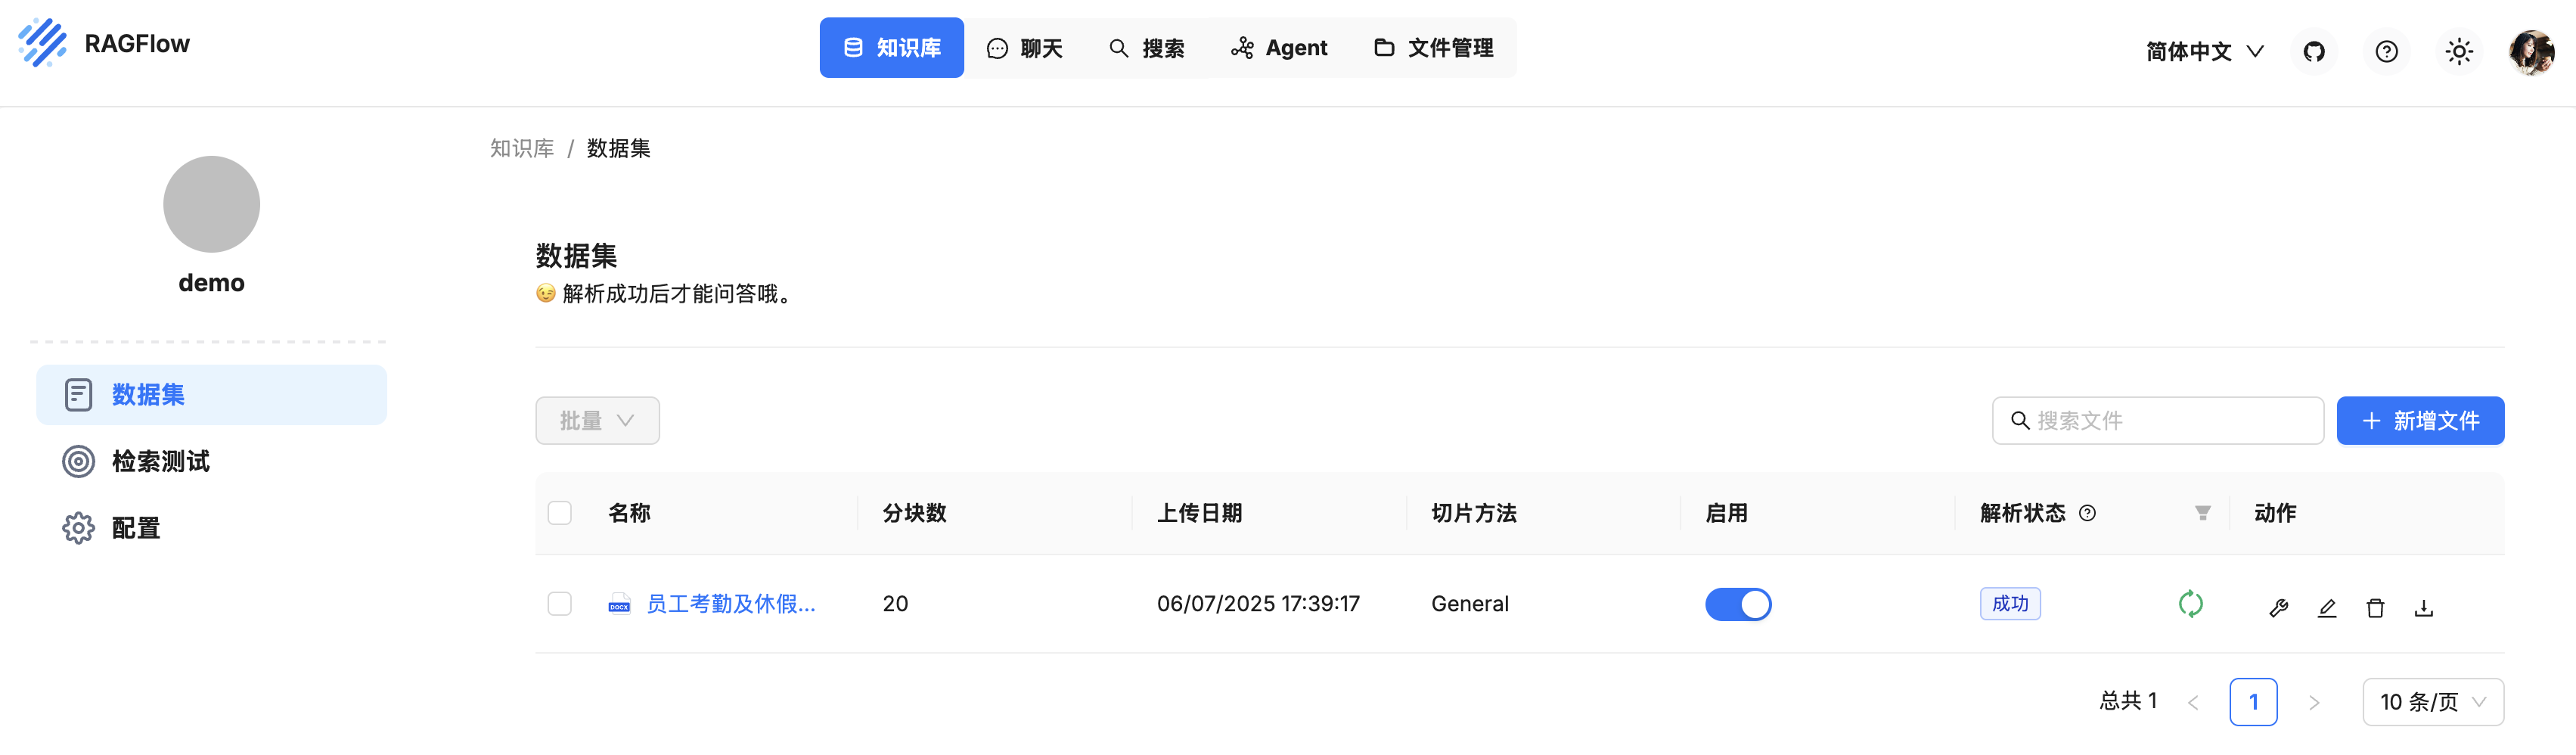 RAGFlow
知识库 聊天 搜索 Agent 文件管理
简体中文
demo
数据集
检索测试
配置
知识库 / 数据集
数据集
😉 解析成功后才能问答哦。
批量
搜索文件
+ 新增文件
名称 分块数 上传日期 切片方法 启用 解析状态 动作
DOCX 员工考勤及休假... 20 06/07/2025 17:39:17 General 成功
总共 1 < 1 > 10 条/页